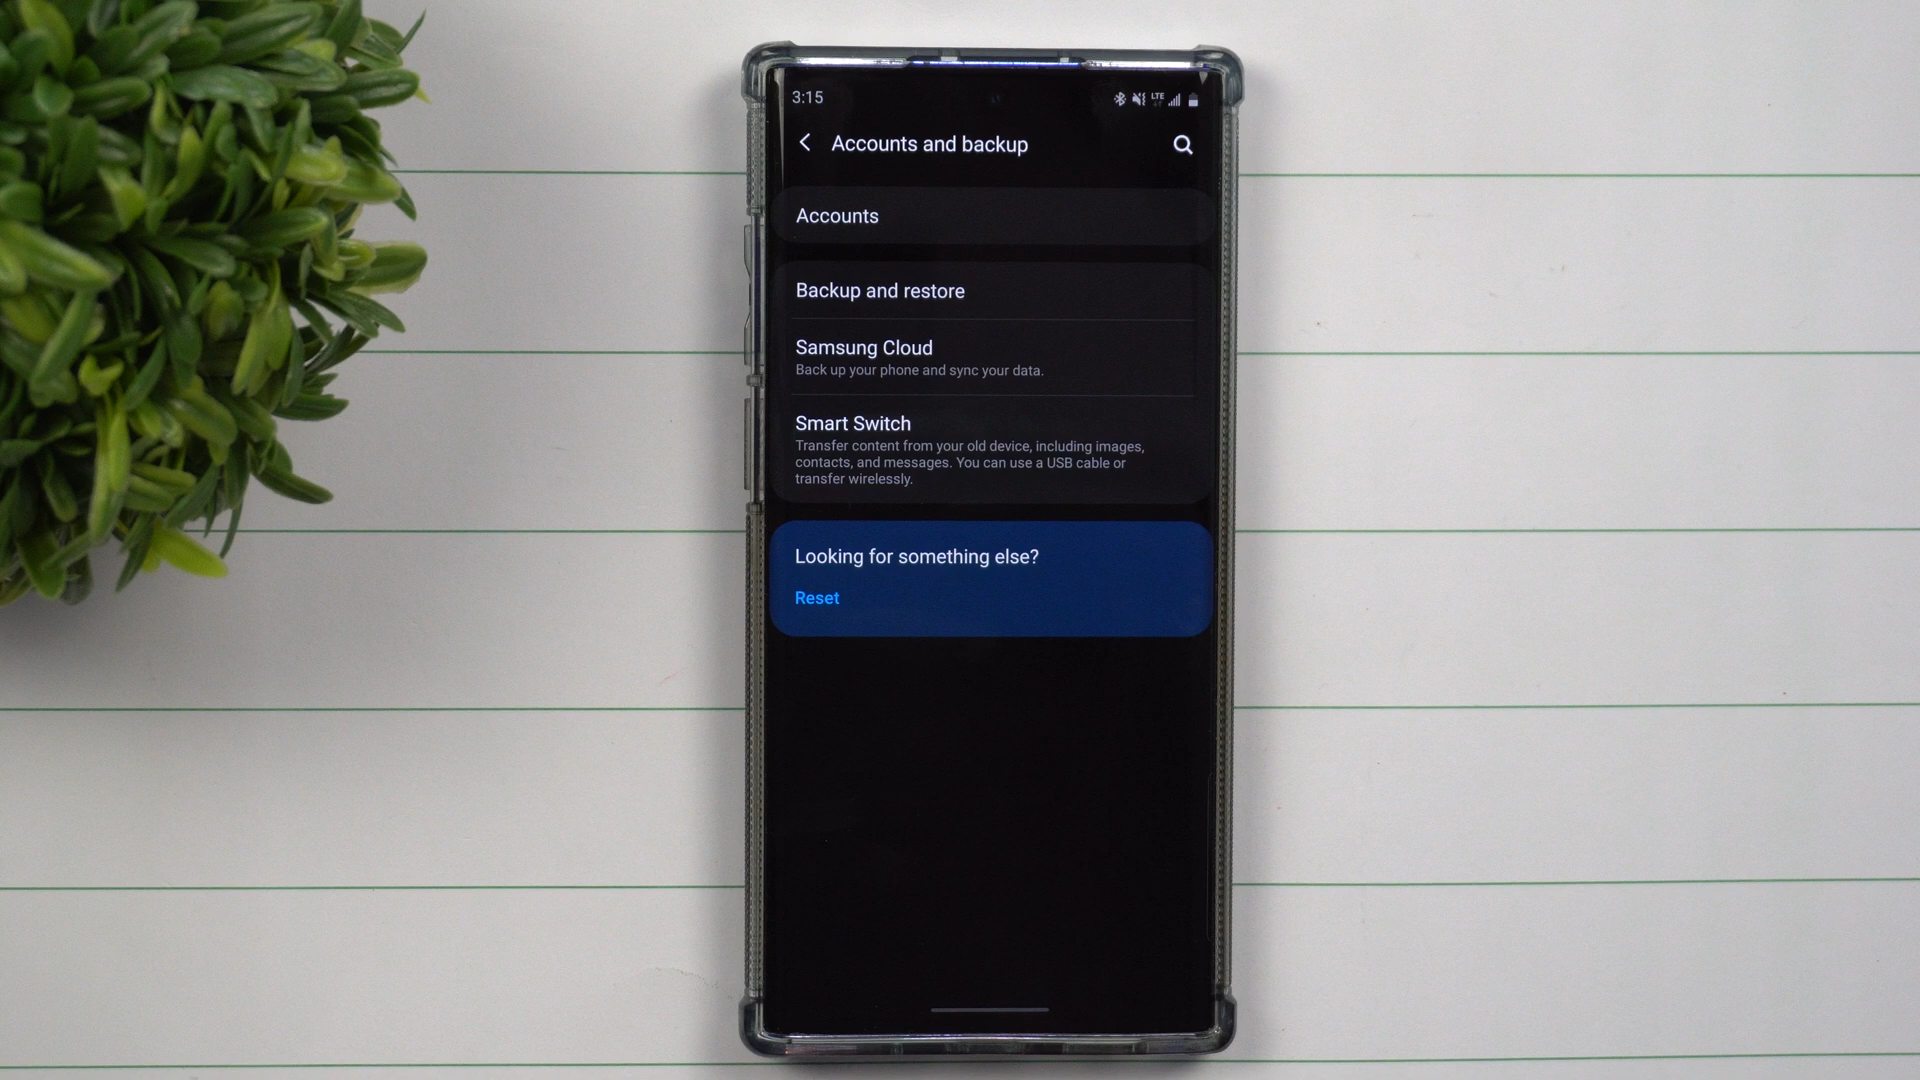 3:15
LTE
Accounts and backup
Accounts
Backup and restore
Samsung Cloud
Back up your phone and sync your data.
Smart Switch
Transfer content from your old device, including images,
contacts, and messages. You can use a USB cable or
transfer wirelessly.
Looking for something else?
Reset